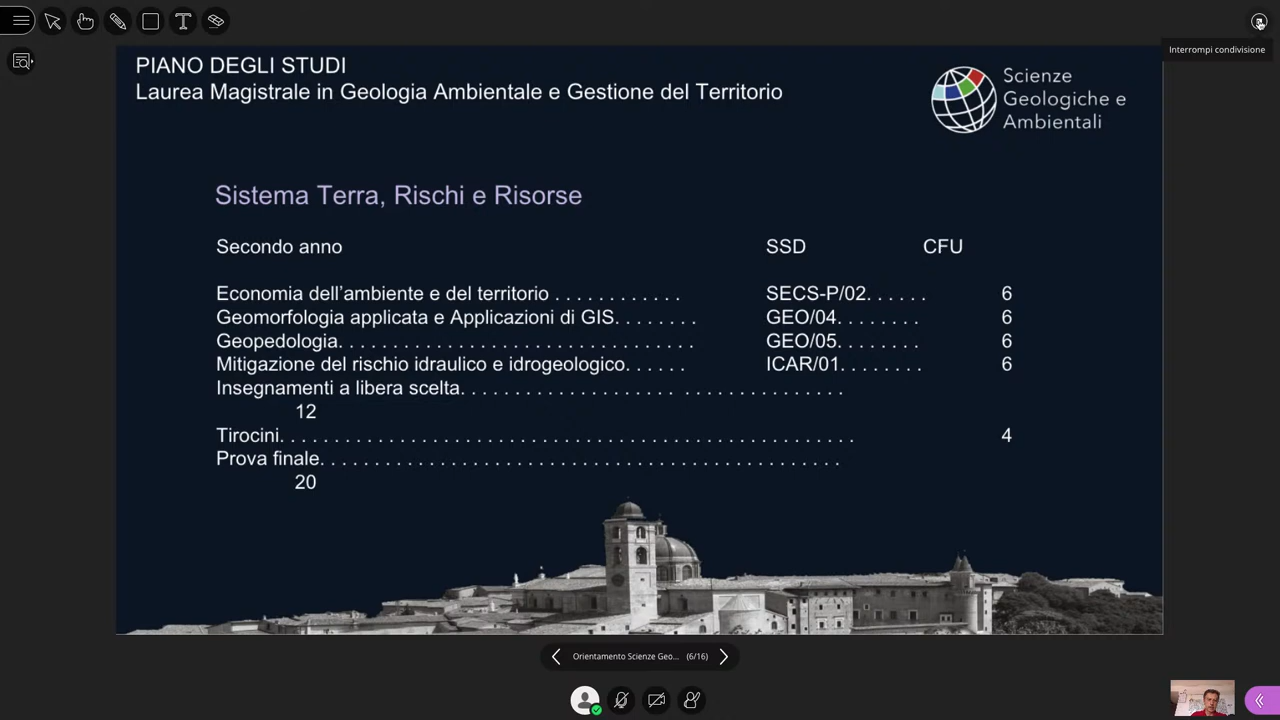 Interrompi condivisione
PIANO DEGLI STUDI
Laurea Magistrale in Geologia Ambientale e Gestione del Territorio
Scienze
Geologiche e
Ambientali
Sistema Terra, Rischi e Risorse
Secondo anno SSD CFU
Economia dell'ambiente e del territorio . . . . . . . . . . . . SECS-P/02. . . . . . 6
Geomorfologia applicata e Applicazioni di GIS. . . . . . . . GEO/04. . . . . . . . 6
Geopedologia. . . . . . . . . . . . . . . . . . . . . . . . . . . . . . . . . GEO/05. . . . . . . . 6
Mitigazione del rischio idraulico e idrogeologico. . . . . . ICAR/01. . . . . . . . 6
Insegnamenti a libera scelta. . . . . . . . . . . . . . . . . . . . . . . . . . . . . . . . . .
12
Tirocini. . . . . . . . . . . . . . . . . . . . . . . . . . . . . . . . . . . . . . . . . . . . . . . . . 4
Prova finale. . . . . . . . . . . . . . . . . . . . . . . . . . . . . . . . . . . . . . . . . . . .
20
Orientamento Scienze Geo... (6/16)
T